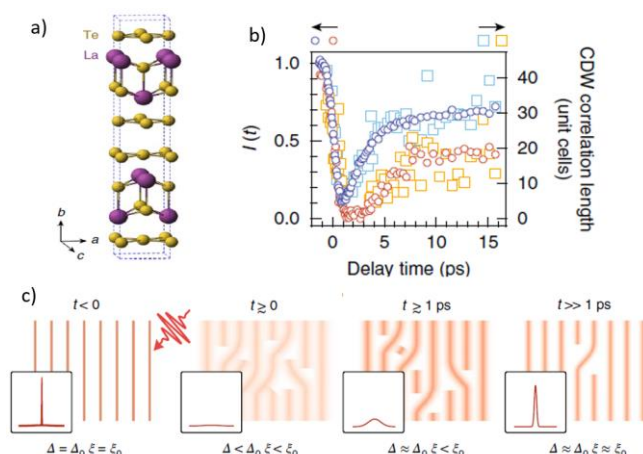 a)
Te
La
b
a
c
b)
1.0
0.5
0.0
I (t)
40
30
20
10
0
CDW correlation length
(unit cells)
0 5 10 15
Delay time (ps)
c)
t < 0
t ≳ 0
t ≳ 1 ps
t >> 1 ps
Δ = Δ₀ ξ = ξ₀
Δ < Δ₀ ξ < ξ₀
Δ ≈ Δ₀ ξ < ξ₀
Δ ≈ Δ₀ ξ ≈ ξ₀